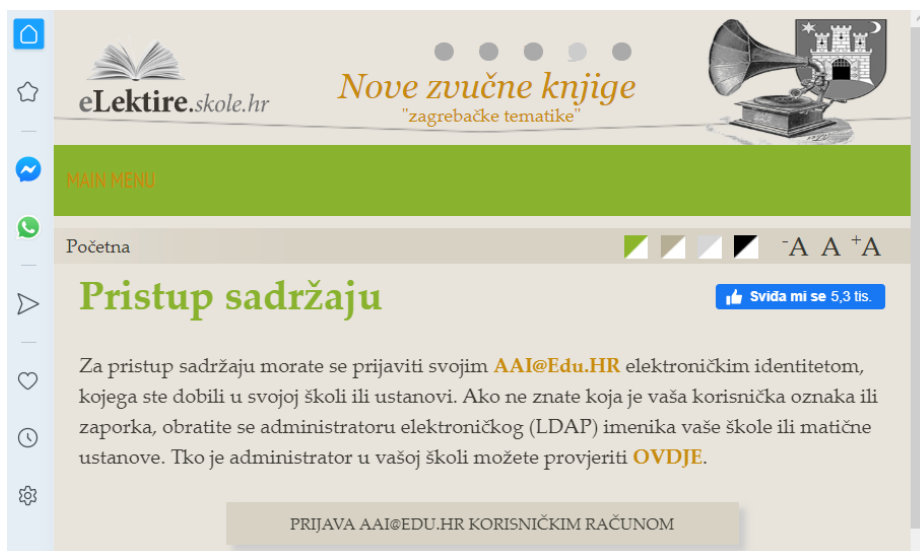 eLektire.skole.hr
Nove zvučne knjige
"zagrebačke tematike"
MAIN MENU
Početna
-A A +A
Pristup sadržaju
Sviđa mi se 5,3 tis.
Za pristup sadržaju morate se prijaviti svojim AAI@Edu.HR elektroničkim identitetom,
kojega ste dobili u svojoj školi ili ustanovi. Ako ne znate koja je vaša korisnička oznaka ili
zaporka, obratite se administratoru elektroničkog (LDAP) imenika vaše škole ili matične
ustanove. Tko je administrator u vašoj školi možete provjeriti OVDJE.
PRIJAVA AAI@EDU.HR KORISNIČKIM RAČUNOM